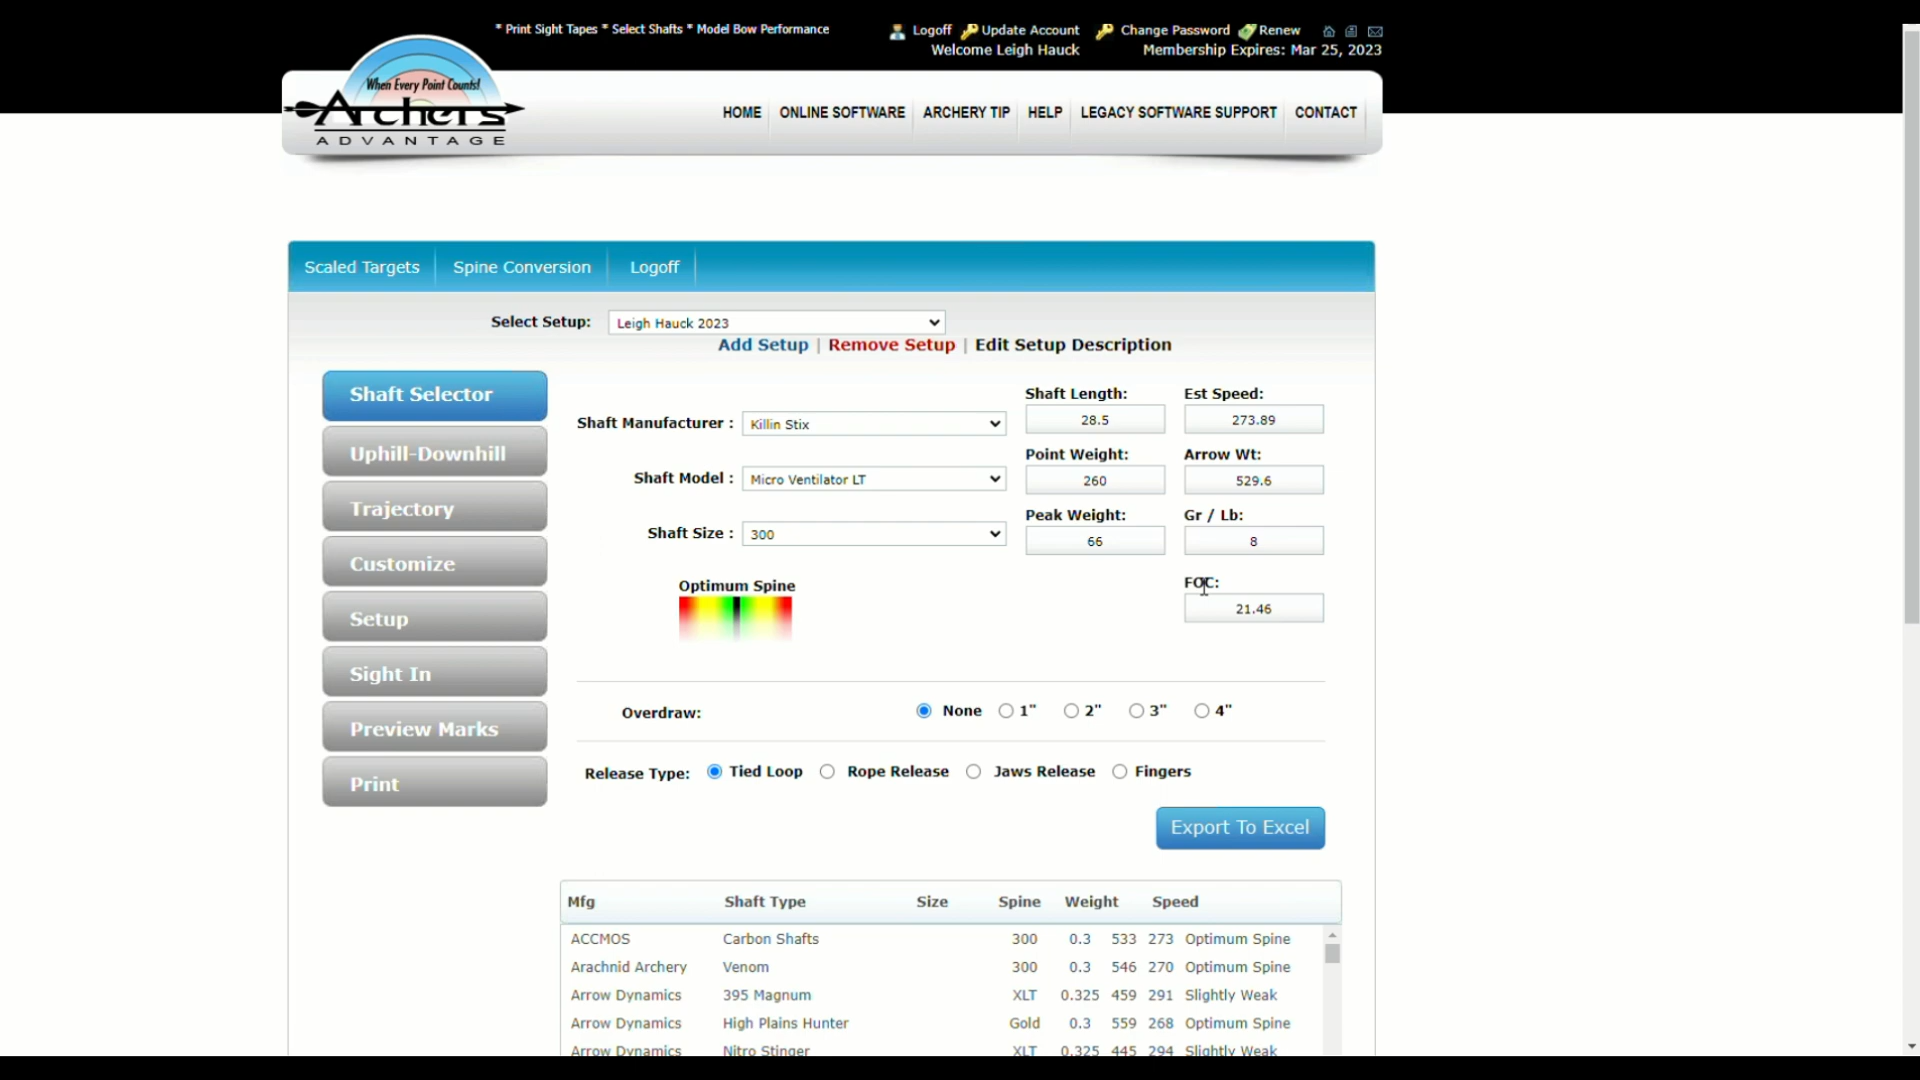 * Print Sight Tapes * Select Shafts * Model Bow Performance
Logoff Update Account Change Password Renew
Welcome Leigh Hauck Membership Expires: Mar 25, 2023
When Every Point Counts!
Archer's
ADVANTAGE
HOME ONLINE SOFTWARE ARCHERY TIP HELP LEGACY SOFTWARE SUPPORT CONTACT
Scaled Targets Spine Conversion Logoff
Select Setup: Leigh Hauck 2023
Add Setup | Remove Setup | Edit Setup Description
Shaft Selector
Uphill-Downhill
Trajectory
Customize
Setup
Sight In
Preview Marks
Print
Shaft Manufacturer : Killin Stix
Shaft Model : Micro Ventilator LT
Shaft Size : 300
Optimum Spine
Shaft Length: Est Speed:
28.5 273.89
Point Weight: Arrow Wt:
260 529.6
Peak Weight: Gr / Lb:
66 8
FOC:
21.46
Overdraw: None 1" 2" 3" 4"
Release Type: Tied Loop Rope Release Jaws Release Fingers
Export To Excel
Mfg Shaft Type Size Spine Weight Speed
ACCMOS Carbon Shafts 300 0.3 533 273 Optimum Spine
Arachnid Archery Venom 300 0.3 546 270 Optimum Spine
Arrow Dynamics 395 Magnum XLT 0.325 459 291 Slightly Weak
Arrow Dynamics High Plains Hunter Gold 0.3 559 268 Optimum Spine
Arrow Dynamics Nitro Stinger XLT 0.325 445 294 Slightly Weak